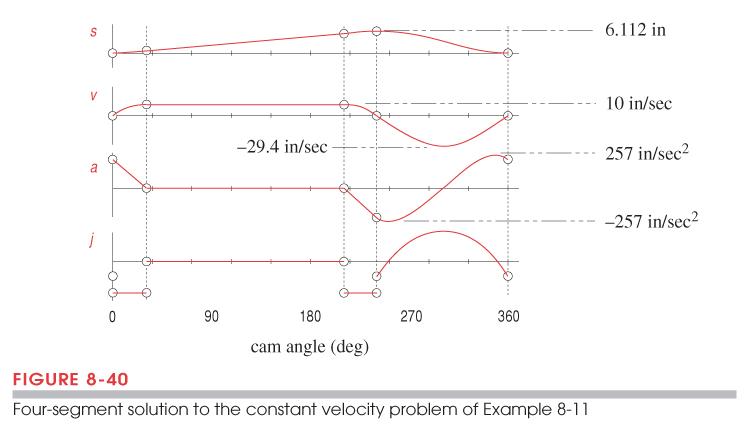 s
6.112 in
v
10 in/sec
−29.4 in/sec
257 in/sec²
a
−257 in/sec²
j
0 90 180 270 360
cam angle (deg)
FIGURE 8-40
Four-segment solution to the constant velocity problem of Example 8-11